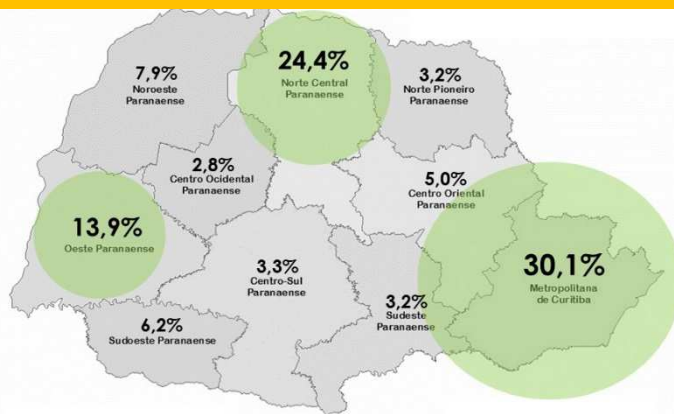 24,4%
Norte Central
Paranaense
7,9%
Noroeste
Paranaense
3,2%
Norte Pioneiro
Paranaense
2,8%
Centro Ocidental
Paranaense
5,0%
Centro Oriental
Paranaense
13,9%
Oeste Paranaense
3,3%
Centro-Sul
Paranaense
30,1%
Metropolitana
de Curitiba
3,2%
Sudeste
Paranaense
6,2%
Sudoeste Paranaense